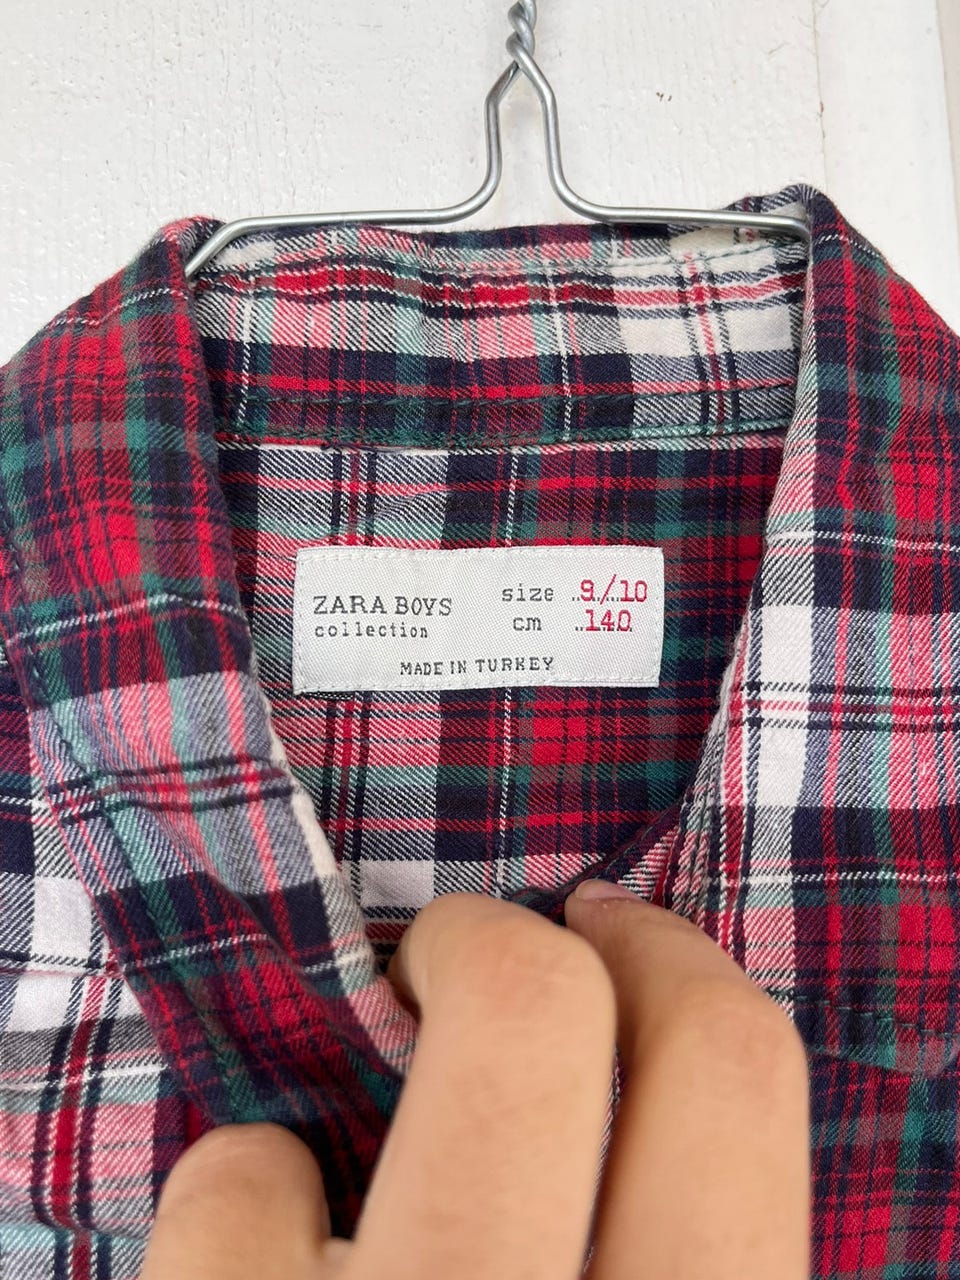 ZARA BOYS
collection
size 9/10
cm 140
MADE IN TURKEY